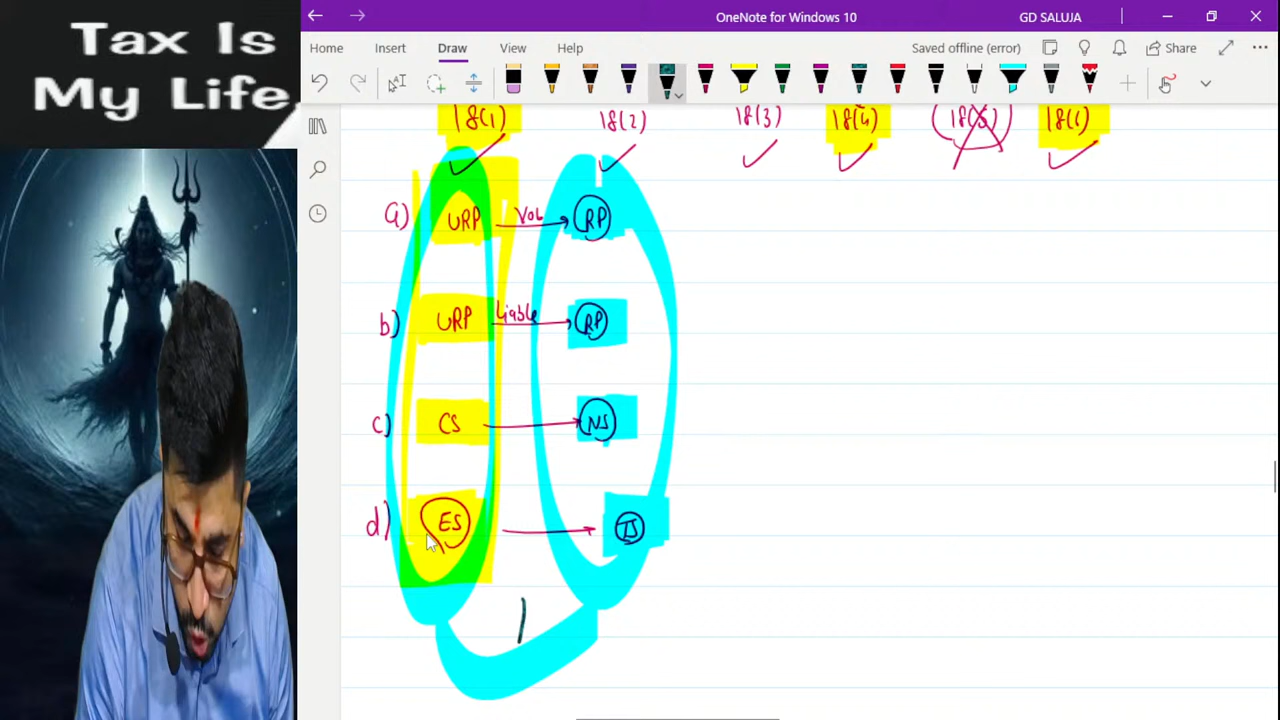 Tax Is
My Life
OneNote for Windows 10
GD SALUJA
Home Insert Draw View Help
Saved offline (error)
Share
18(1) 18(2) 18(3) 18(4) 18(5) 18(6)
a) URP Vol RP
b) URP liable RP
c) CS NS
d) ES TS